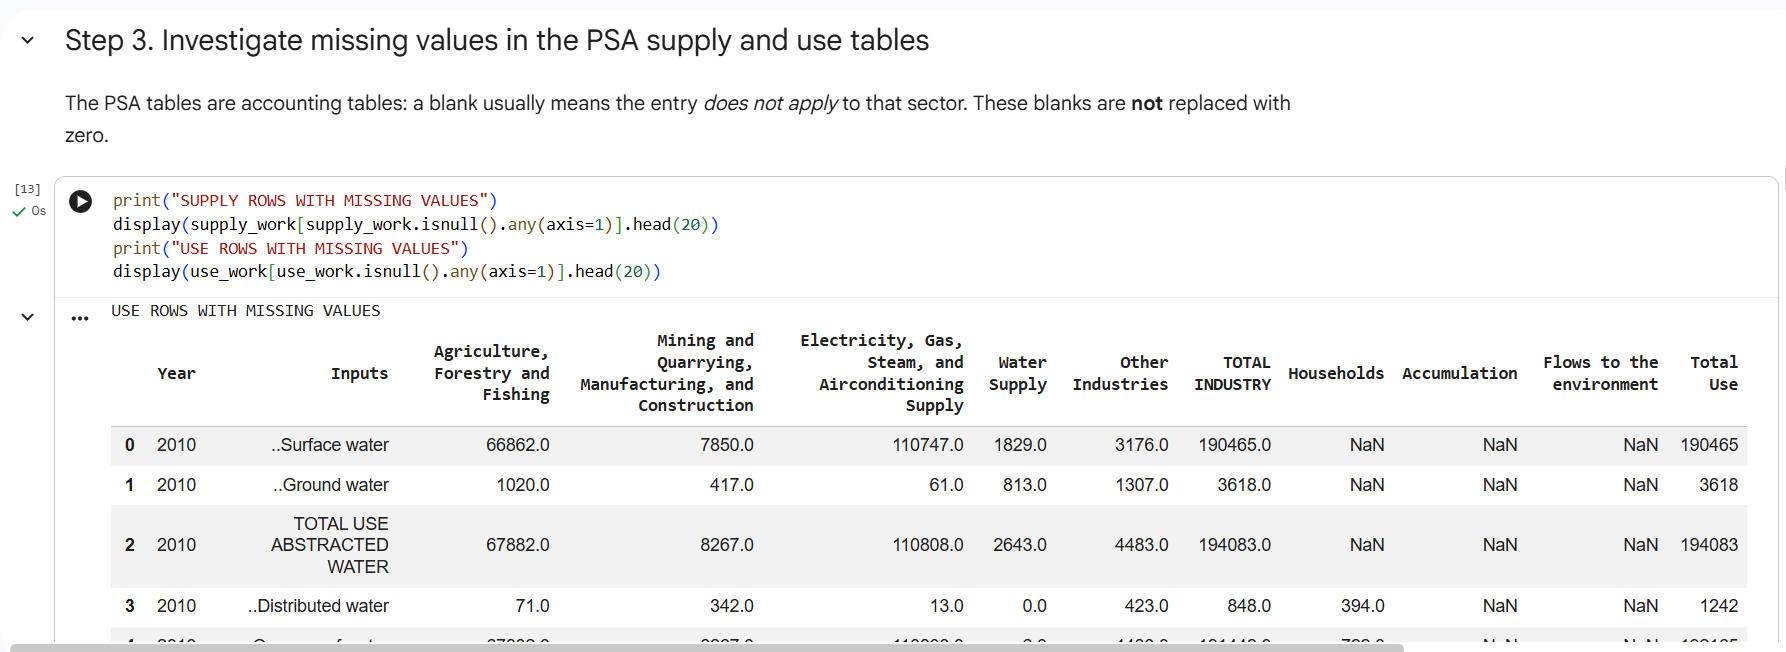 Step 3. Investigate missing values in the PSA supply and use tables
The PSA tables are accounting tables: a blank usually means the entry does not apply to that sector. These blanks are not replaced with
zero.
[13]
0s
print("SUPPLY ROWS WITH MISSING VALUES")
display(supply_work[supply_work.isnull().any(axis=1)].head(20))
print("USE ROWS WITH MISSING VALUES")
display(use_work[use_work.isnull().any(axis=1)].head(20))
USE ROWS WITH MISSING VALUES
Year Inputs Agriculture, Forestry and Fishing Mining and Quarrying, Manufacturing, and Construction Electricity, Gas, Steam, and Airconditioning Supply Water Supply Other Industries TOTAL INDUSTRY Households Accumulation Flows to the environment Total Use
0 2010 ..Surface water 66862.0 7850.0 110747.0 1829.0 3176.0 190465.0 NaN NaN NaN 190465
1 2010 ..Ground water 1020.0 417.0 61.0 813.0 1307.0 3618.0 NaN NaN NaN 3618
2 2010 TOTAL USE ABSTRACTED WATER 67882.0 8267.0 110808.0 2643.0 4483.0 194083.0 NaN NaN NaN 194083
3 2010 ..Distributed water 71.0 342.0 13.0 0.0 423.0 848.0 394.0 NaN NaN 1242